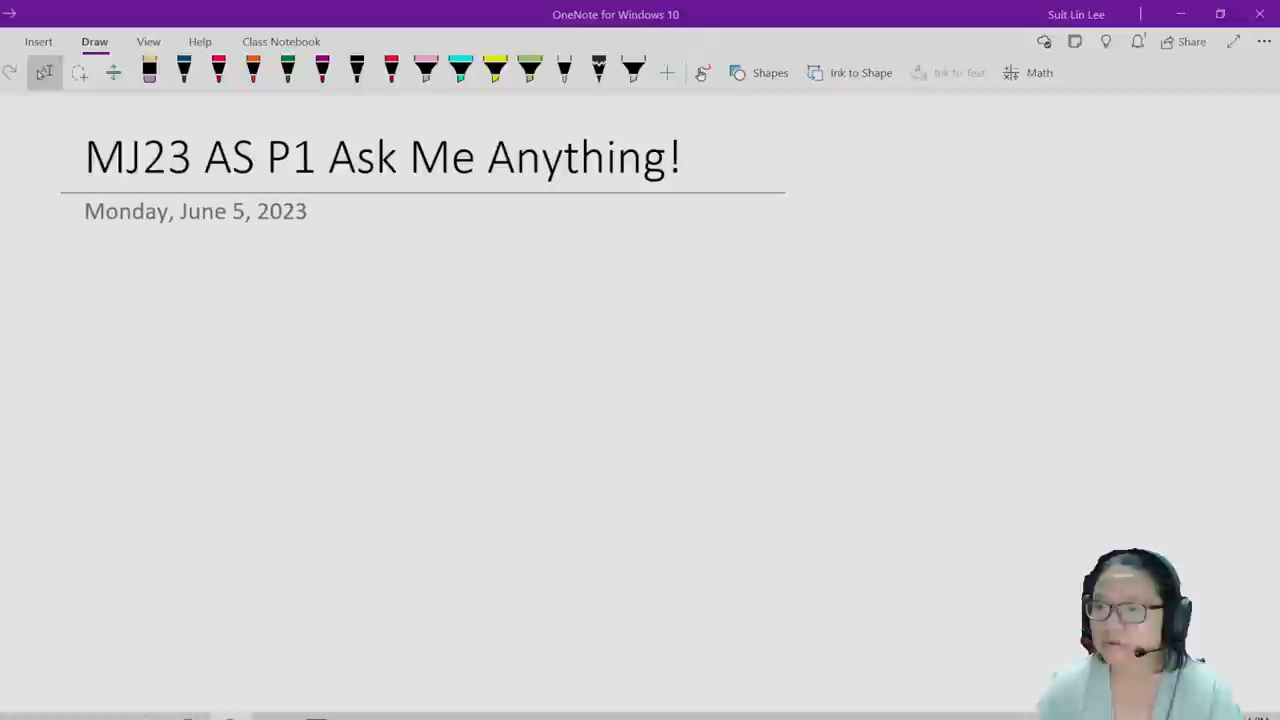 OneNote for Windows 10
Suit Lin Lee
Insert
Draw
View
Help
Class Notebook
Share
Shapes
Ink to Shape
Ink to Text
Math
MJ23 AS P1 Ask Me Anything!
Monday, June 5, 2023